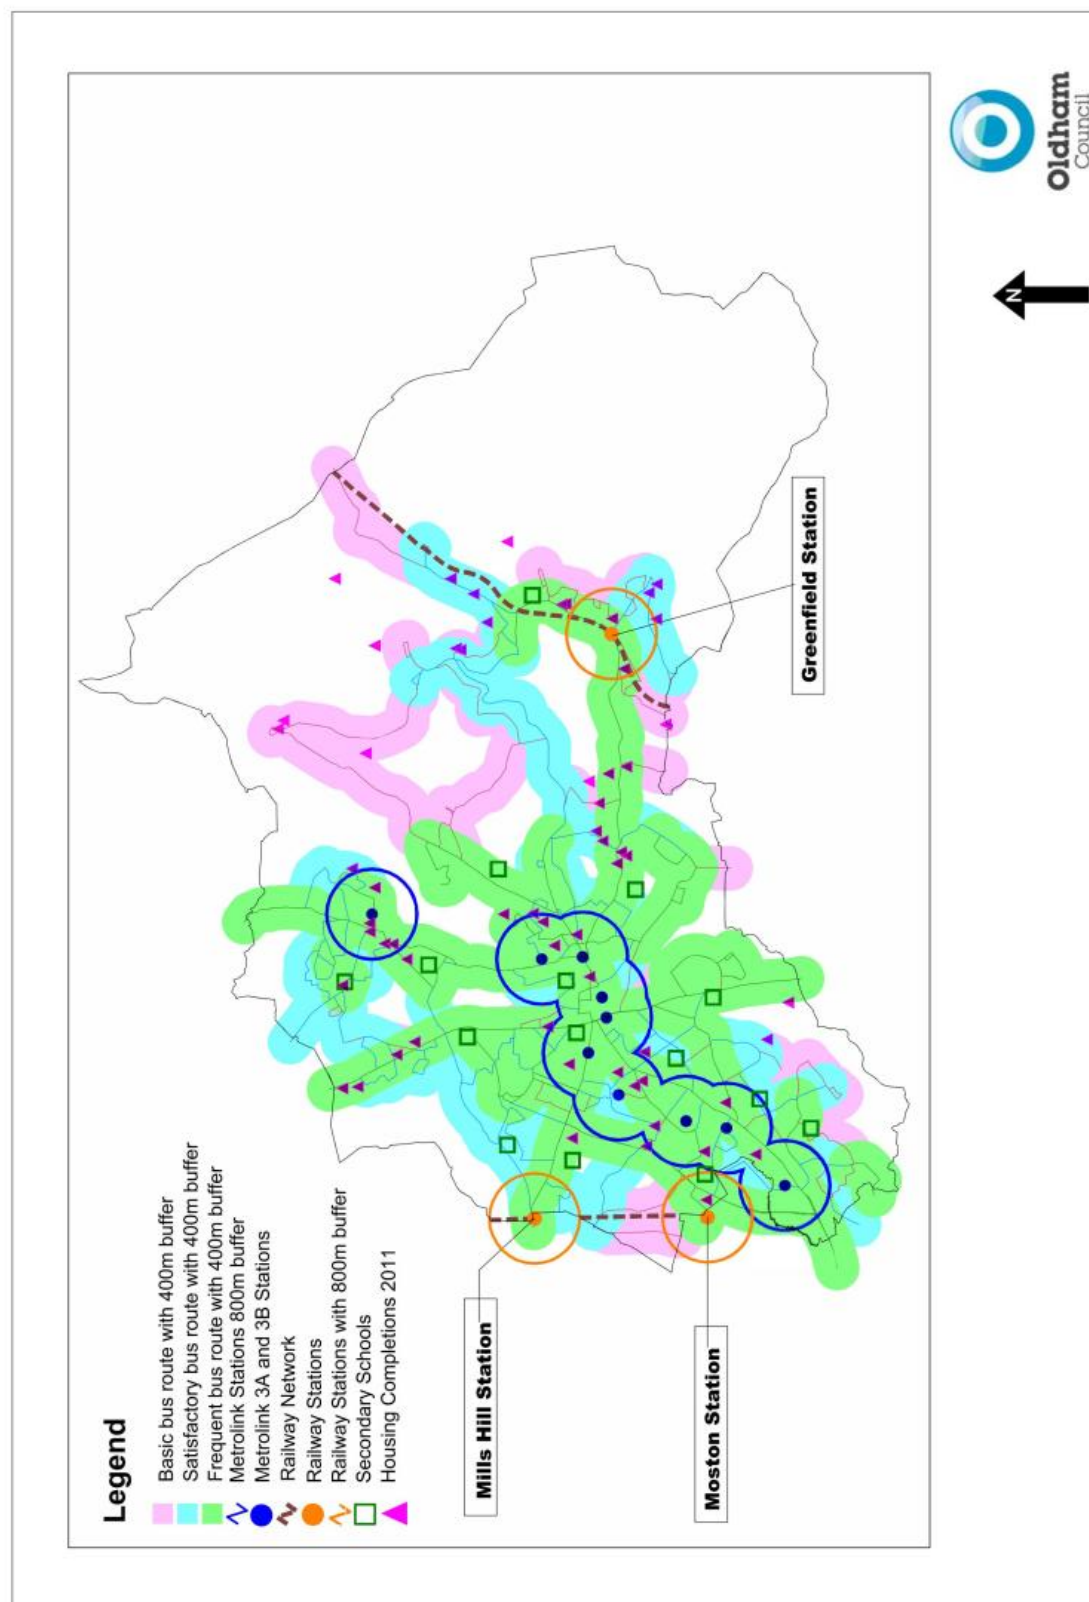 Legend
Basic bus route with 400m buffer
Satisfactory bus route with 400m buffer
Frequent bus route with 400m buffer
Metrolink Stations 800m buffer
Metrolink 3A and 3B Stations
Railway Network
Railway Stations
Railway Stations with 800m buffer
Secondary Schools
Housing Completions 2011
Mills Hill Station
Moston Station
Greenfield Station
N
Oldham
Council